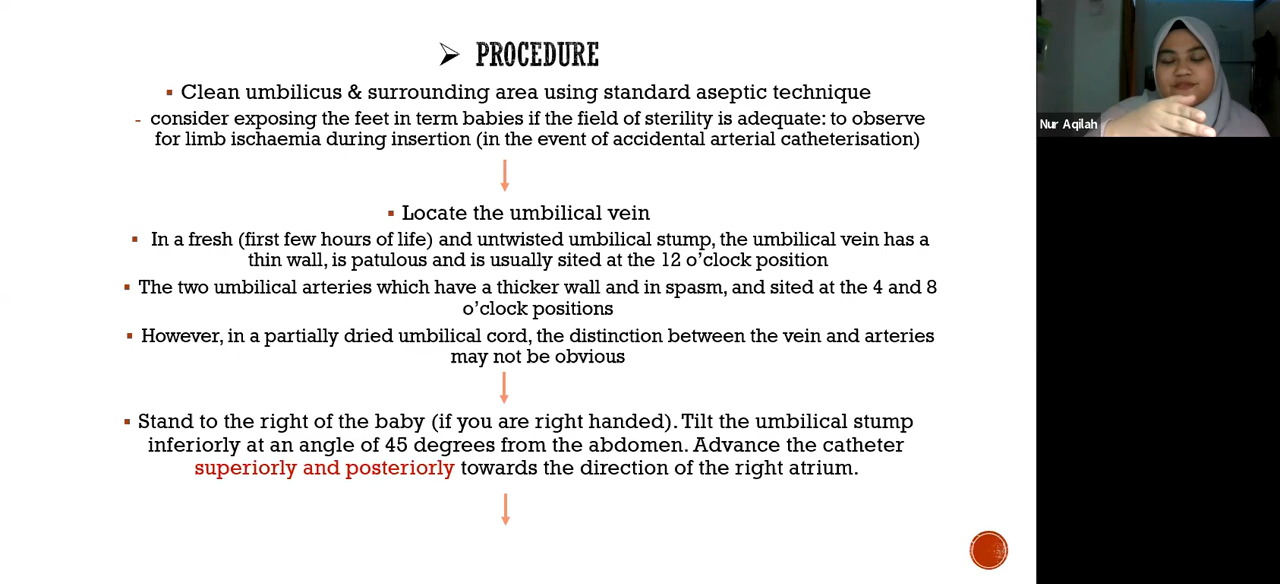 ➢ PROCEDURE
▪ Clean umbilicus & surrounding area using standard aseptic technique
- consider exposing the feet in term babies if the field of sterility is adequate: to observe
for limb ischaemia during insertion (in the event of accidental arterial catheterisation)
▪ Locate the umbilical vein
▪ In a fresh (first few hours of life) and untwisted umbilical stump, the umbilical vein has a
thin wall, is patulous and is usually sited at the 12 o’clock position
▪ The two umbilical arteries which have a thicker wall and in spasm, and sited at the 4 and 8
o’clock positions
▪ However, in a partially dried umbilical cord, the distinction between the vein and arteries
may not be obvious
▪ Stand to the right of the baby (if you are right handed). Tilt the umbilical stump
inferiorly at an angle of 45 degrees from the abdomen. Advance the catheter
superiorly and posteriorly towards the direction of the right atrium.
Nur Aqilah